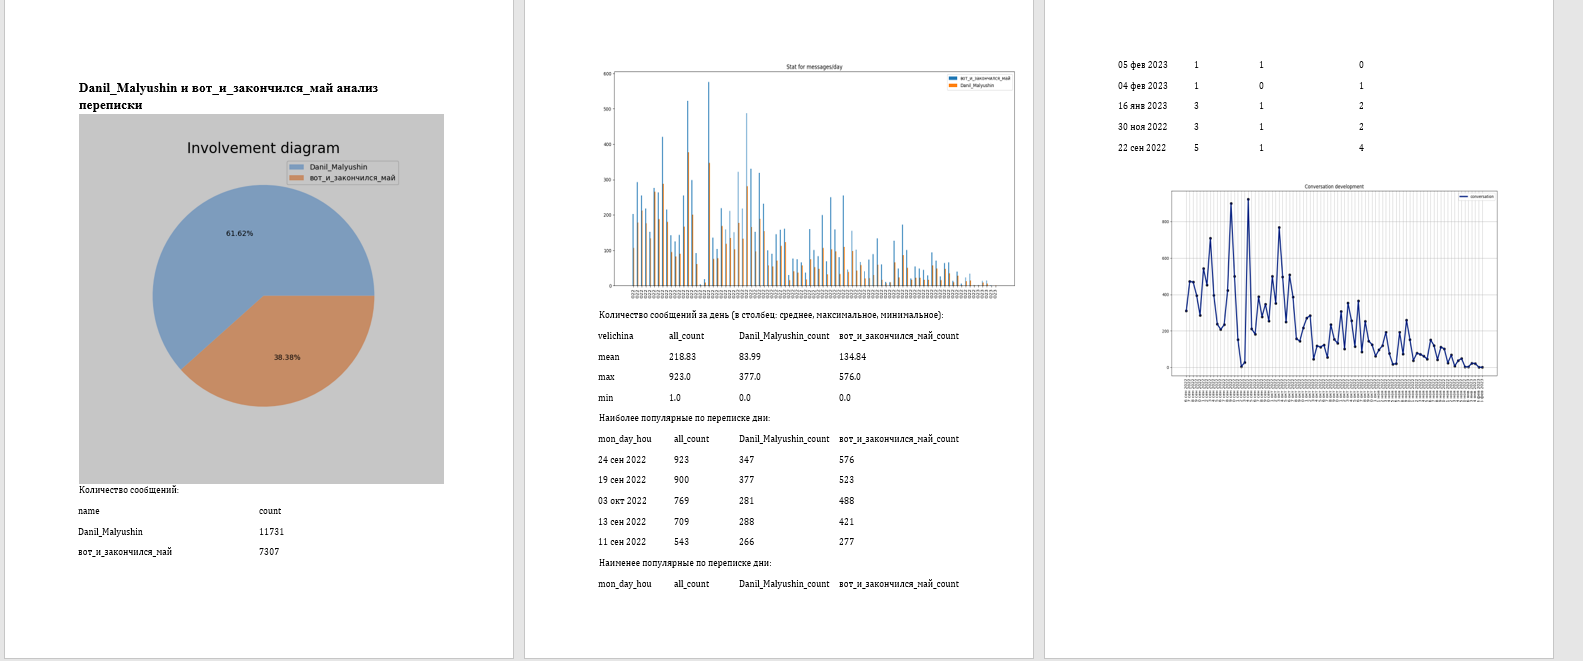 Danil_Malyushin и вот_и_закончился_май анализ
переписки
Involvement diagram
Danil_Malyushin
вот_и_закончился_май
61.62%
38.38%
Количество сообщений:
name count
Danil_Malyushin 11731
вот_и_закончился_май 7307
Stat for messages/day
вот_и_закончился_май
Danil_Malyushin
600
500
400
300
200
100
0
Количество сообщений за день (в столбец: среднее, максимальное, минимальное):
velichina all_count Danil_Malyushin_count вот_и_закончился_май_count
mean 218.83 83.99 134.84
max 923.0 377.0 576.0
min 1.0 0.0 0.0
Наиболее популярные по переписке дни:
mon_day_hou all_count Danil_Malyushin_count вот_и_закончился_май_count
24 сен 2022 923 347 576
19 сен 2022 900 377 523
03 окт 2022 769 281 488
13 сен 2022 709 288 421
11 сен 2022 543 266 277
Наименее популярные по переписке дни:
mon_day_hou all_count Danil_Malyushin_count вот_и_закончился_май_count
05 фев 2023 1 1 0
04 фев 2023 1 0 1
16 янв 2023 3 1 2
30 ноя 2022 3 1 2
22 сен 2022 5 1 4
Conversation development
conversation
800
600
400
200
0